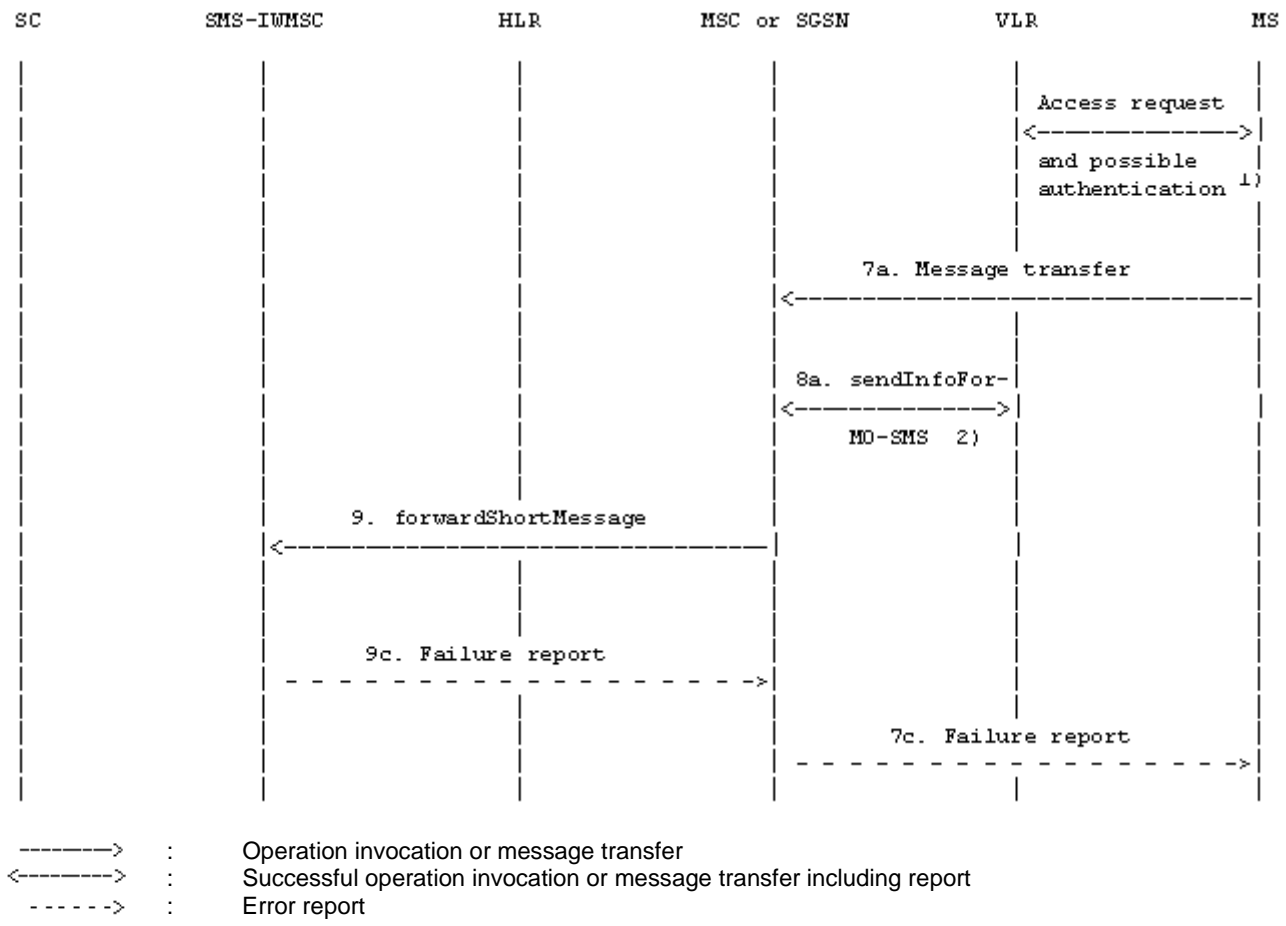 SC SMS-IWMSC HLR MSC or SGSN VLR MS
Access request
and possible
authentication 1)
7a. Message transfer
8a. sendInfoFor-
MO-SMS 2)
9. forwardShortMessage
9c. Failure report
7c. Failure report
: Operation invocation or message transfer
: Successful operation invocation or message transfer including report
: Error report